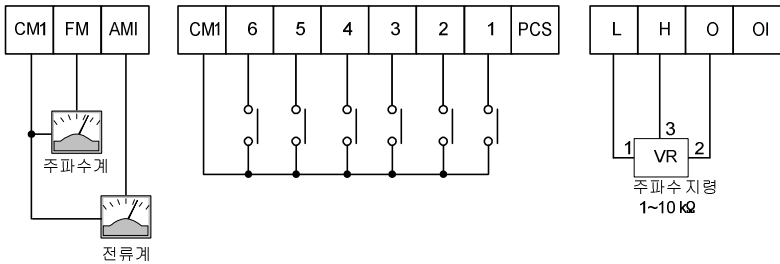 CM1 FM AMI
CM1 6 5 4 3 2 1 PCS
L H O OI
주파수계
전류계
1 3 2
VR
주파수 지령
1~10 kΩ